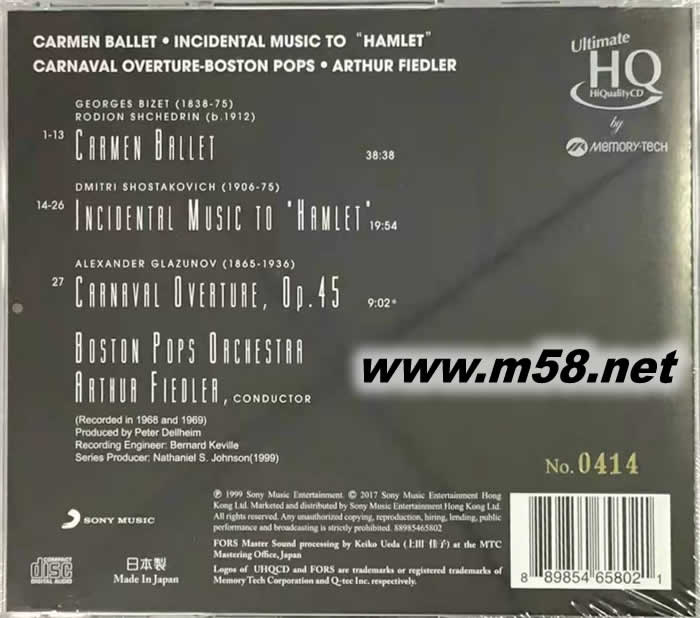 CARMEN BALLET • INCIDENTAL MUSIC TO "HAMLET"
CARNAVAL OVERTURE-BOSTON POPS • ARTHUR FIEDLER
Ultimate
HQ
HiQualityCD
by
MEMORY-TECH
GEORGES BIZET (1838-75)
RODION SHCHEDRIN (b.1912)
1-13 CARMEN BALLET 38:38
DMITRI SHOSTAKOVICH (1906-75)
14-26 INCIDENTAL MUSIC TO "HAMLET" 19:54
ALEXANDER GLAZUNOV (1865-1936)
27 CARNAVAL OVERTURE, OP.45 9:02*
BOSTON POPS ORCHESTRA
ARTHUR FIEDLER, CONDUCTOR
www.m58.net
(Recorded in 1968 and 1969)
Produced by Peter Dellheim
Recording Engineer: Bernard Keville
Series Producer: Nathaniel S. Johnson(1999)
No. 0414
SONY MUSIC
℗ 1999 Sony Music Entertainment. © 2017 Sony Music Entertainment Hong
Kong Ltd. Marketed and distributed by Sony Music Entertainment Hong Kong Ltd.
All rights reserved. Any unauthorized copying, reproduction, hiring, lending, public
performance and broadcasting is strictly prohibited. 88985465802
COMPACT
disc
DIGITAL AUDIO
日本製
Made In Japan
FORS Master Sound processing by Keiko Ueda (上田 佳子) at the MTC
Mastering Office, Japan
Logos of UHQCD and FORS are registered or registered trademarks of
Memory Tech Corporation and Q-tec Inc. respectively.
8 89854 65802 1